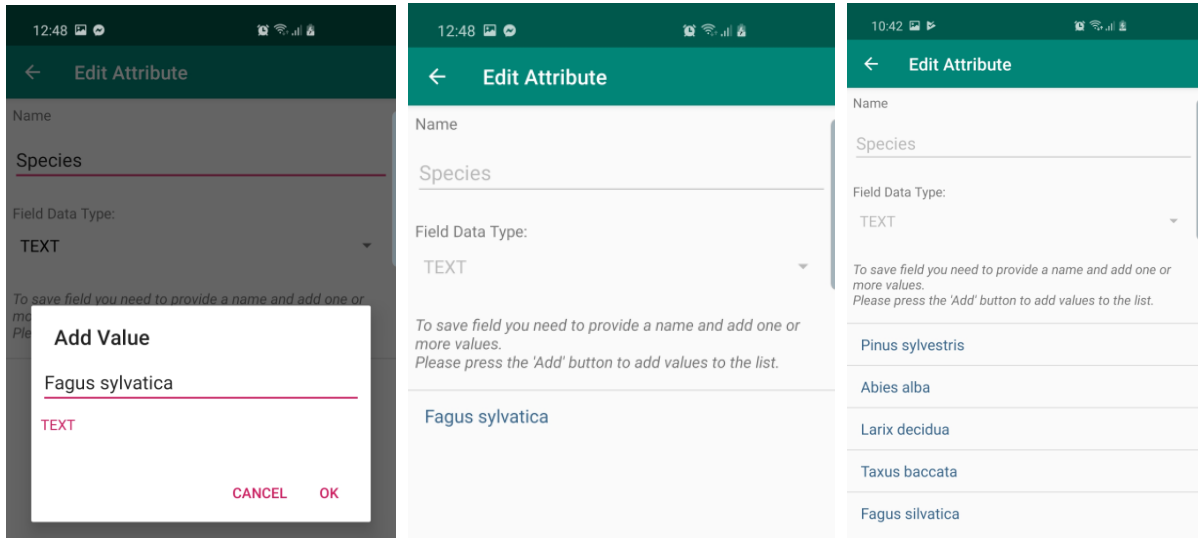 12:48
Edit Attribute
Name
Species
Field Data Type:
TEXT
To save field you need to provide a name and add one or
mo
Ple
Add Value
Fagus sylvatica
TEXT
CANCEL OK
12:48
Edit Attribute
Name
Species
Field Data Type:
TEXT
To save field you need to provide a name and add one or
more values.
Please press the 'Add' button to add values to the list.
Fagus sylvatica
10:42
Edit Attribute
Name
Species
Field Data Type:
TEXT
To save field you need to provide a name and add one or
more values.
Please press the 'Add' button to add values to the list.
Pinus sylvestris
Abies alba
Larix decidua
Taxus baccata
Fagus silvatica